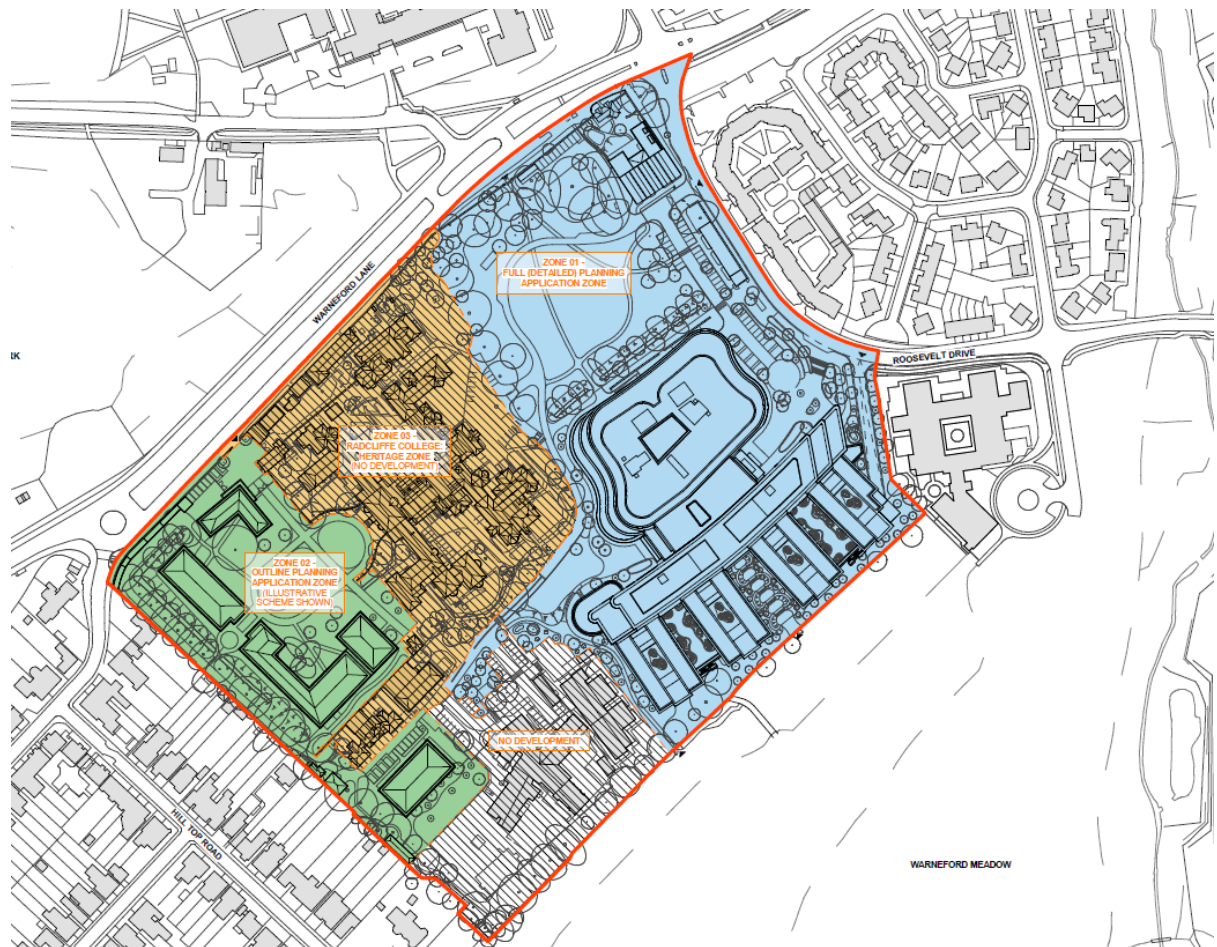 ZONE 01 -
FULL (DETAILED) PLANNING
APPLICATION ZONE
WARNEFORD LANE
RK
ROOSEVELT DRIVE
ZONE 03 -
RADCLIFFE COLLEGE:
HERITAGE ZONE
(NO DEVELOPMENT)
ZONE 02 -
OUTLINE PLANNING
APPLICATION ZONE
(ILLUSTRATIVE
SCHEME SHOWN)
NO DEVELOPMENT
HILL TOP ROAD
WARNEFORD MEADOW